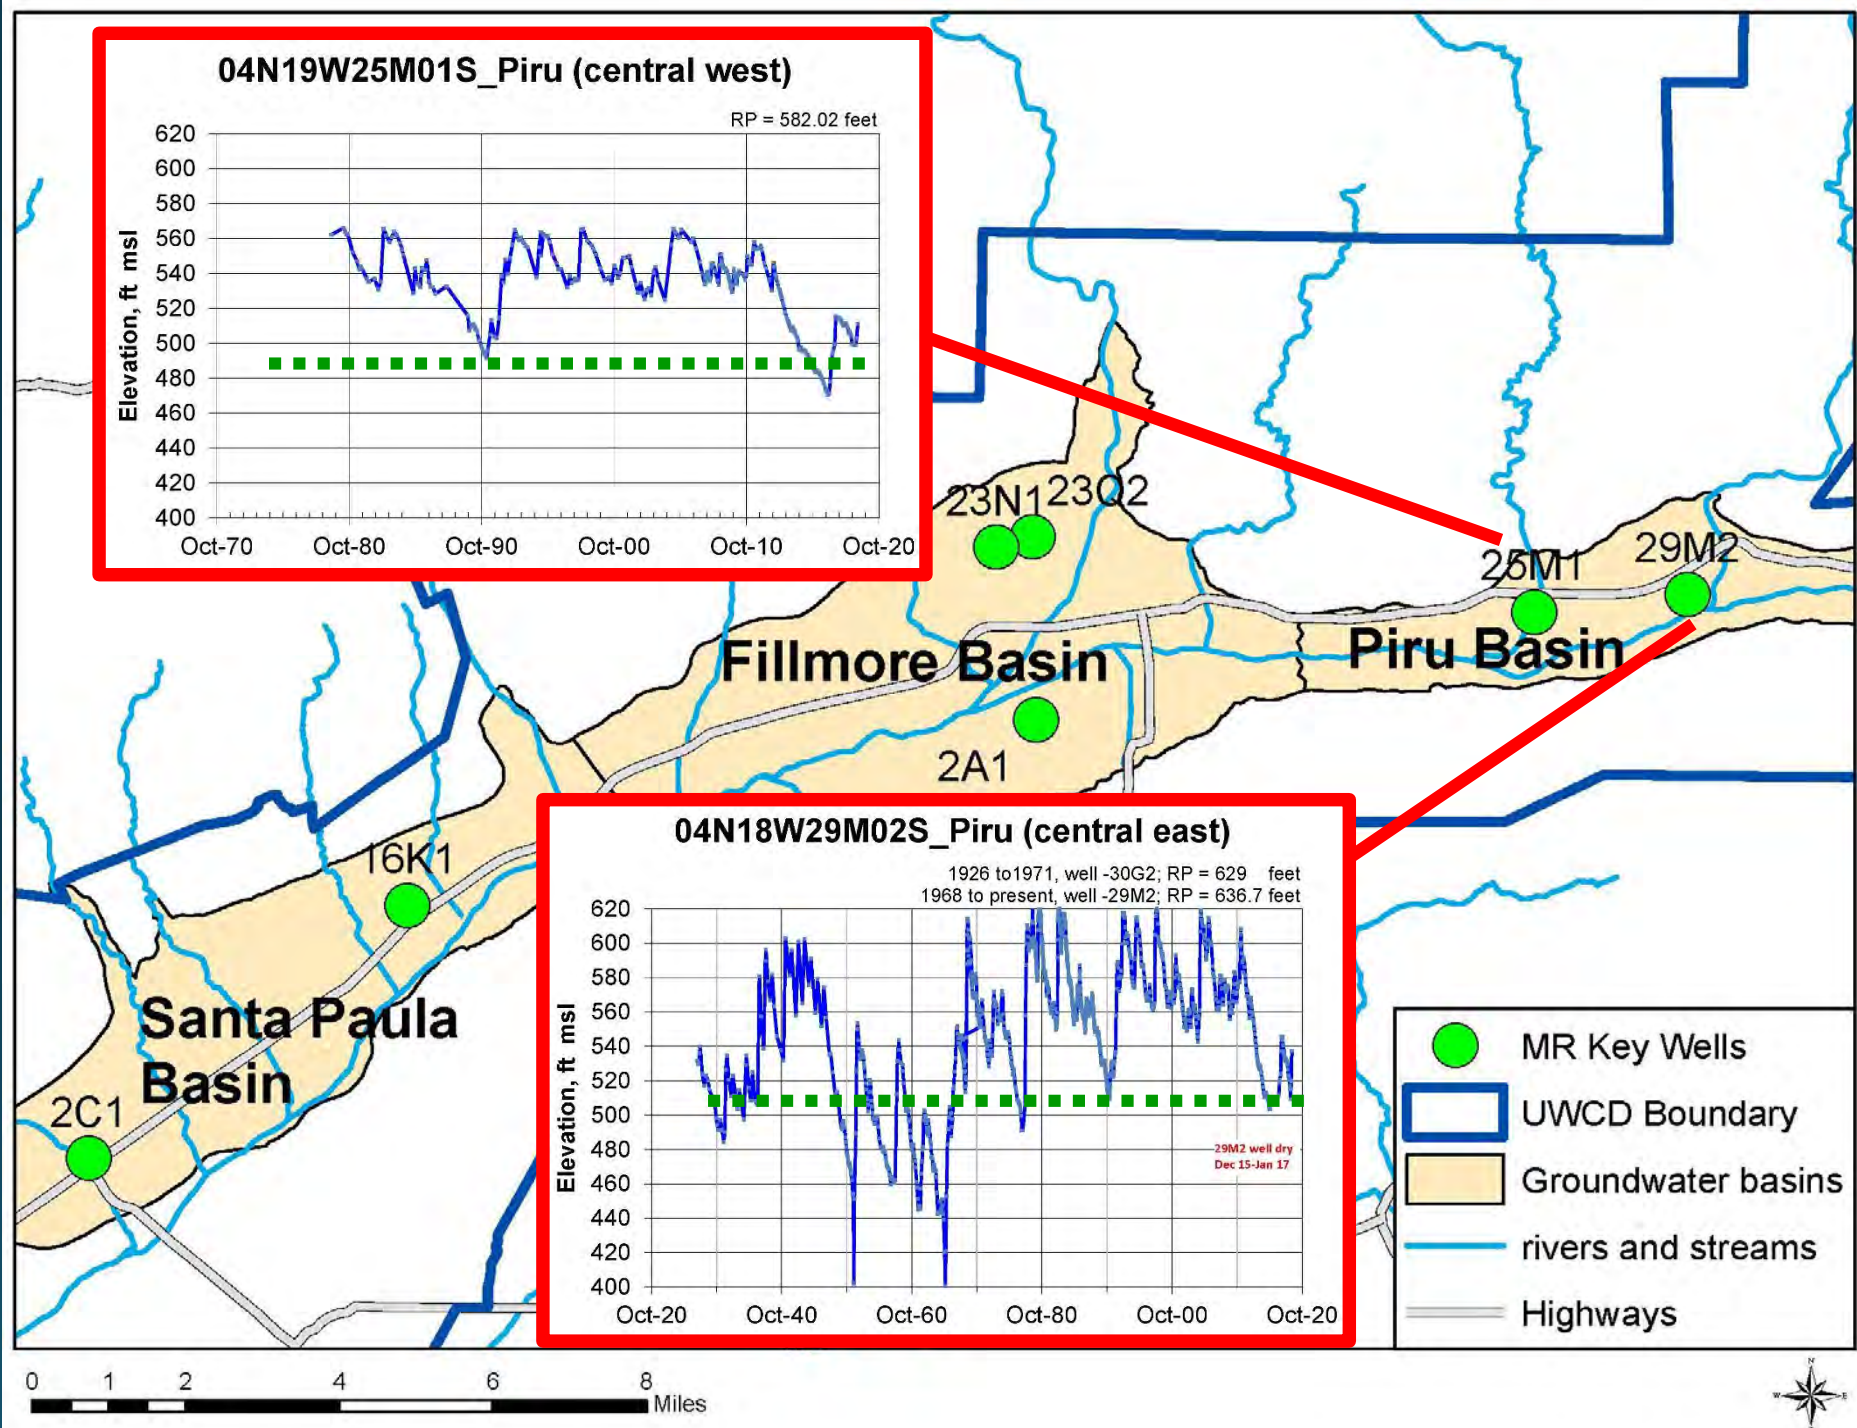 04N19W25M01S_Piru (central west)
RP = 582.02 feet
Elevation, ft msl
620
600
580
560
540
520
500
480
460
440
420
400
Oct-70
Oct-80
Oct-90
Oct-00
Oct-10
Oct-20
23N1
23Q2
25M1
29M2
Fillmore Basin
Piru Basin
2A1
16K1
Santa Paula
Basin
2C1
04N18W29M02S_Piru (central east)
1926 to1971, well -30G2; RP = 629 feet
1968 to present, well -29M2; RP = 636.7 feet
Elevation, ft msl
620
600
580
560
540
520
500
480
460
440
420
400
29M2 well dry
Dec 15-Jan 17
Oct-20
Oct-40
Oct-60
Oct-80
Oct-00
Oct-20
MR Key Wells
UWCD Boundary
Groundwater basins
rivers and streams
Highways
0
1
2
4
6
8
Miles
N
W
E